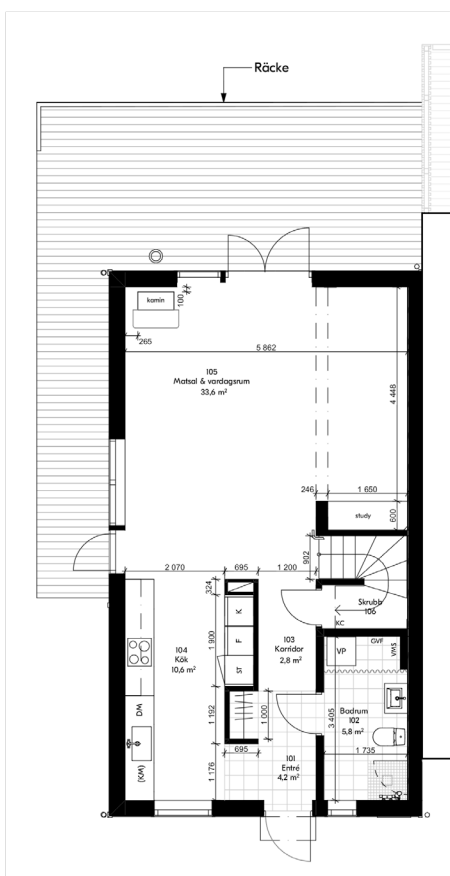 Räcke
kamin
100
265
5 862
105
Matsal & vardagsrum
33,6 m²
4 448
246
1 650
study
600
902
2 070
695
1 200
324
Skrubb
106
KC
K
F
ST
1 900
104
Kök
10,6 m²
103
Korridor
2,8 m²
VP
GVF
VMS
DM
(KM)
1 192
1 000
3 405
Badrum
102
5,8 m²
1 735
695
1 176
101
Entré
4,2 m²